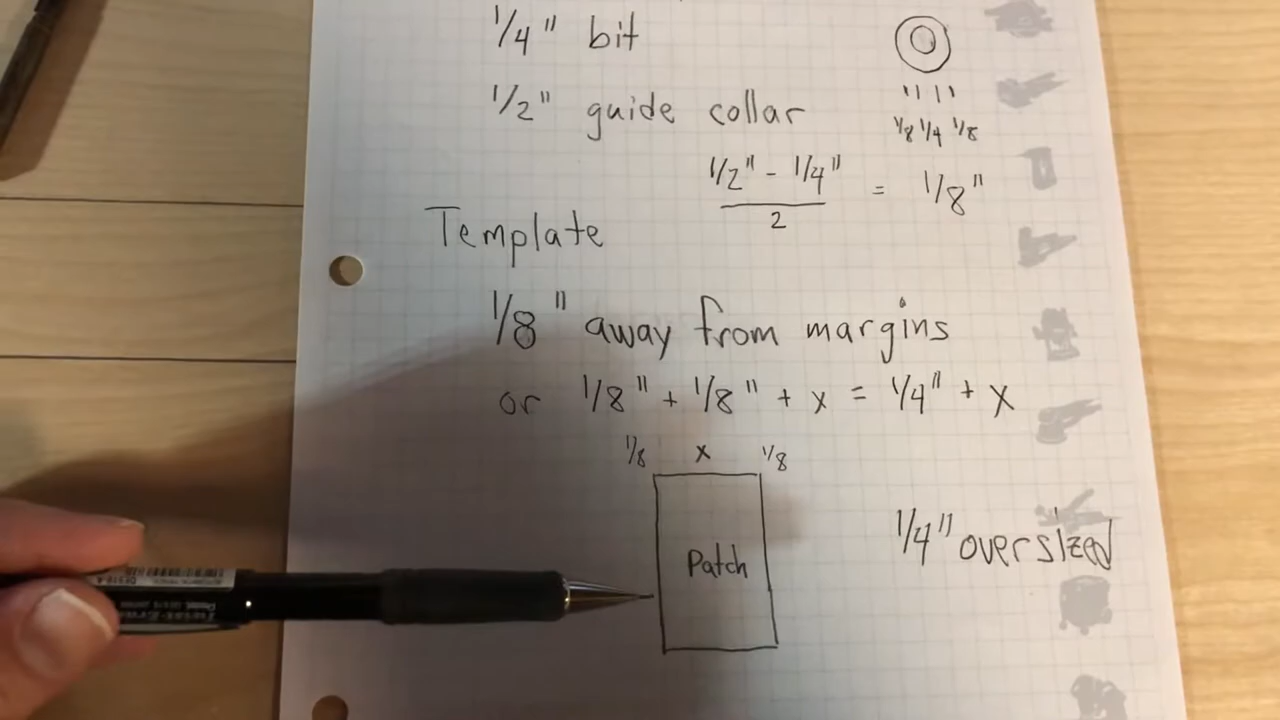 1/4" bit
1/2" guide collar
1/8 1/4 1/8
1/2" - 1/4"
2
= 1/8"
Template
1/8" away from margins
or 1/8" + 1/8" + x = 1/4" + x
1/8 x 1/8
Patch
1/4" oversized